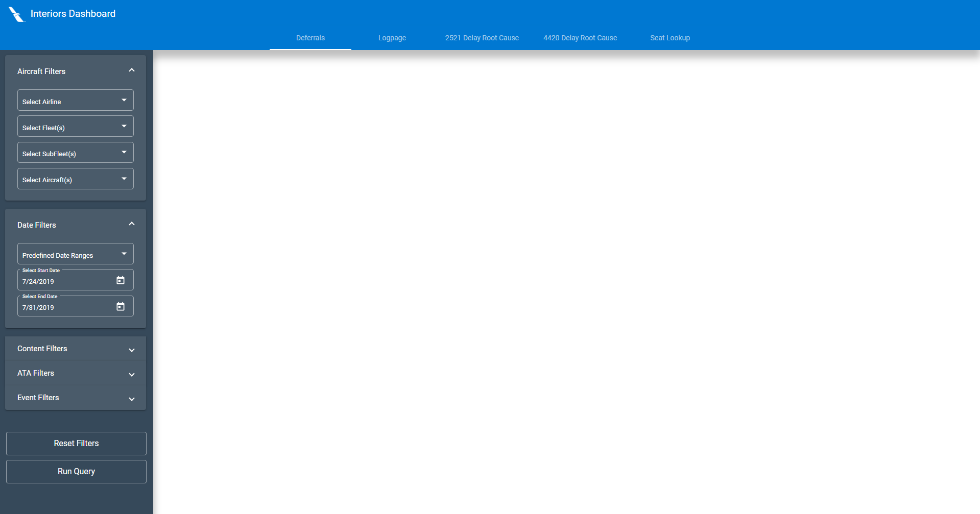 Interiors Dashboard
Deferrals
Logpage
2521 Delay Root Cause
4420 Delay Root Cause
Seat Lookup
Aircraft Filters
Select Airline
Select Fleet(s)
Select SubFleet(s)
Select Aircraft(s)
Date Filters
Predefined Date Ranges
Select Start Date
7/24/2019
Select End Date
7/31/2019
Content Filters
ATA Filters
Event Filters
Reset Filters
Run Query